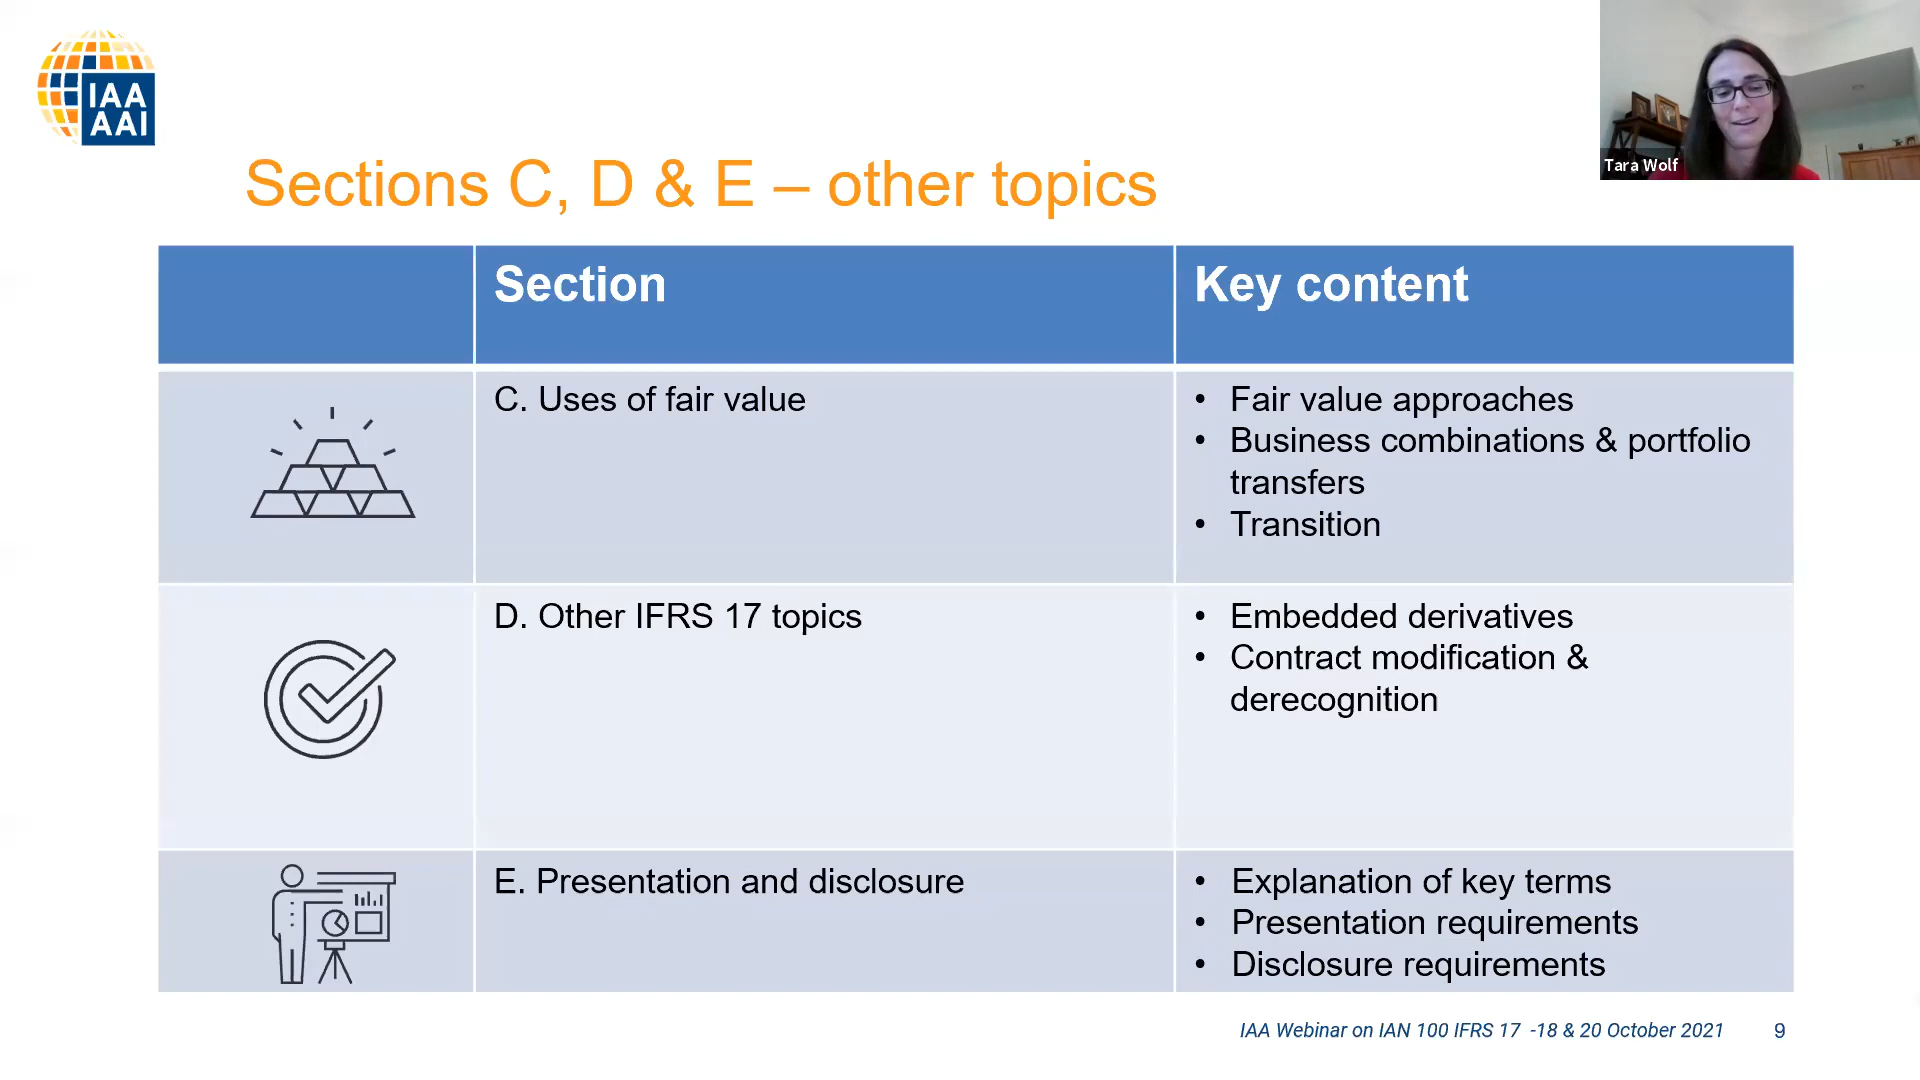 IAA
AAI
Tara Wolf
Sections C, D & E – other topics
Section
Key content
C. Uses of fair value
• Fair value approaches
• Business combinations & portfolio
transfers
• Transition
D. Other IFRS 17 topics
• Embedded derivatives
• Contract modification &
derecognition
E. Presentation and disclosure
• Explanation of key terms
• Presentation requirements
• Disclosure requirements
IAA Webinar on IAN 100 IFRS 17 -18 & 20 October 2021
9